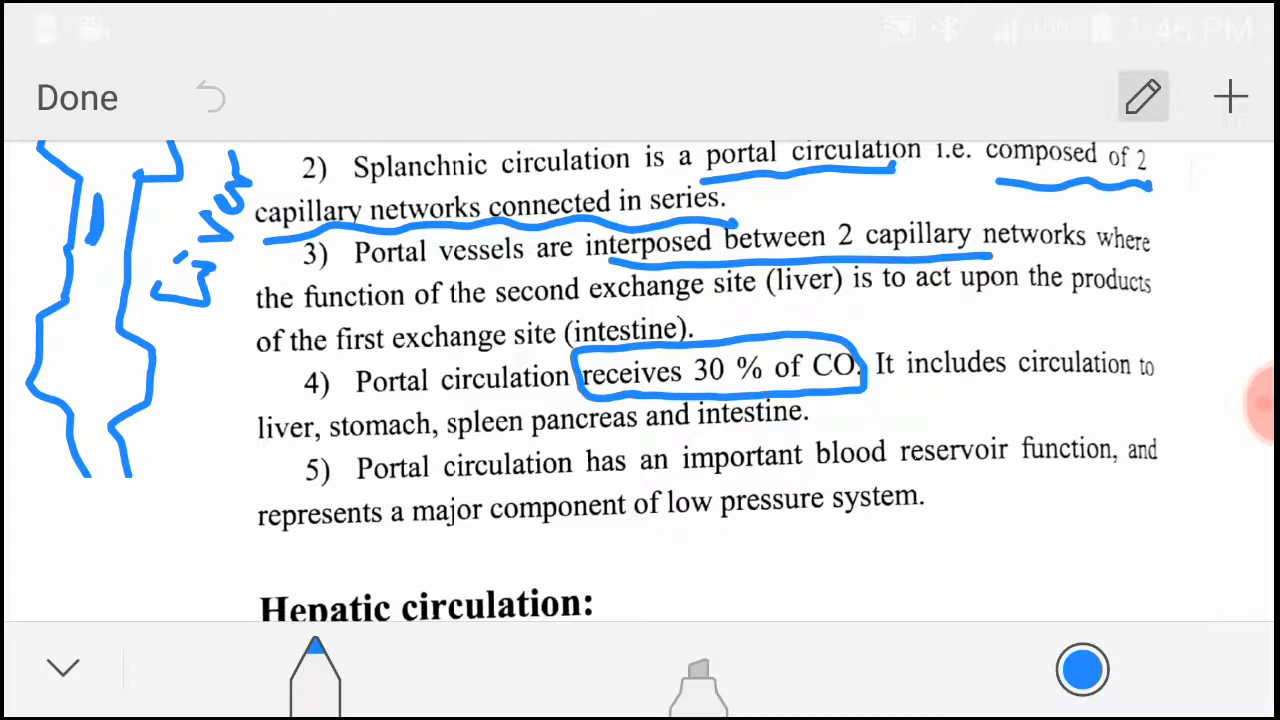 1:46 PM
Done
2) Splanchnic circulation is a portal circulation i.e. composed of 2
capillary networks connected in series.
3) Portal vessels are interposed between 2 capillary networks where
the function of the second exchange site (liver) is to act upon the products
of the first exchange site (intestine).
4) Portal circulation receives 30 % of CO. It includes circulation to
liver, stomach, spleen pancreas and intestine.
5) Portal circulation has an important blood reservoir function, and
represents a major component of low pressure system.
Hepatic circulation:
Liver